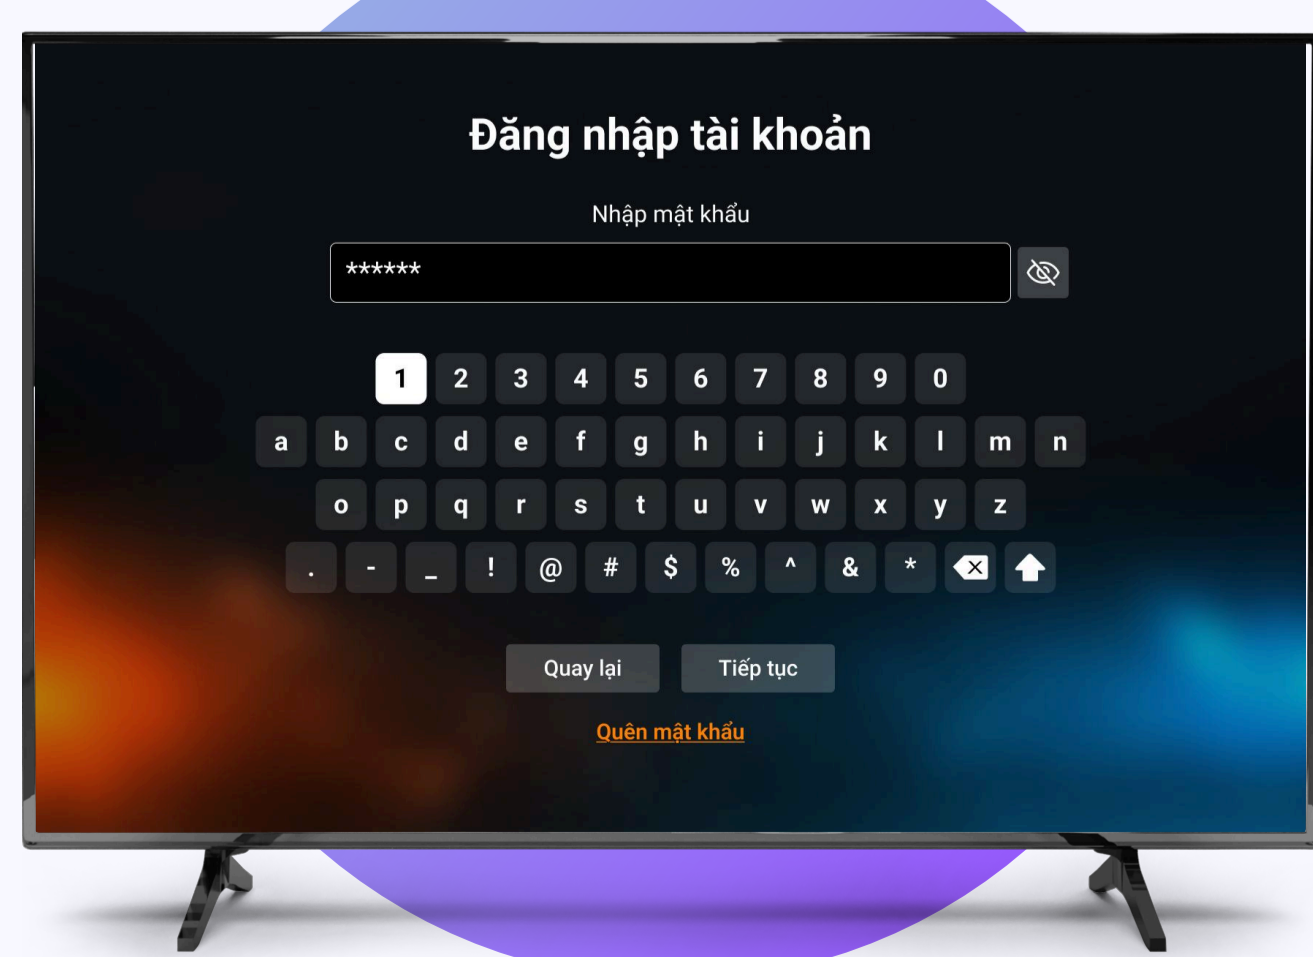 Đăng nhập tài khoản
Nhập mật khẩu
******
1 2 3 4 5 6 7 8 9 0
a b c d e f g h i j k l m n
o p q r s t u v w x y z
. - _ ! @ # $ % ^ & *
Quay lại Tiếp tục
Quên mật khẩu